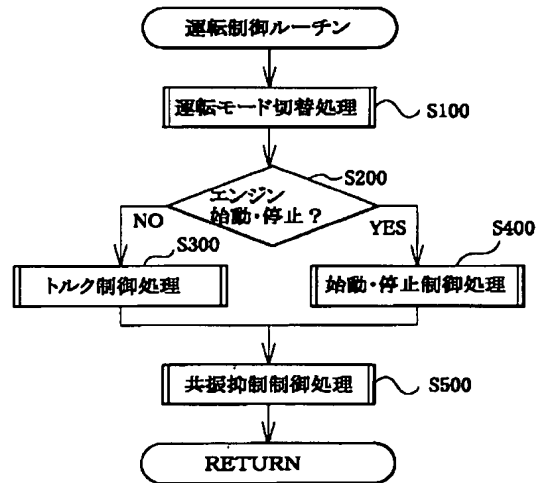 運転制御ルーチン
運転モード切替処理
S100
S200
エンジン
始動・停止?
NO
YES
S300
S400
トルク制御処理
始動・停止制御処理
共振抑制制御処理
S500
RETURN